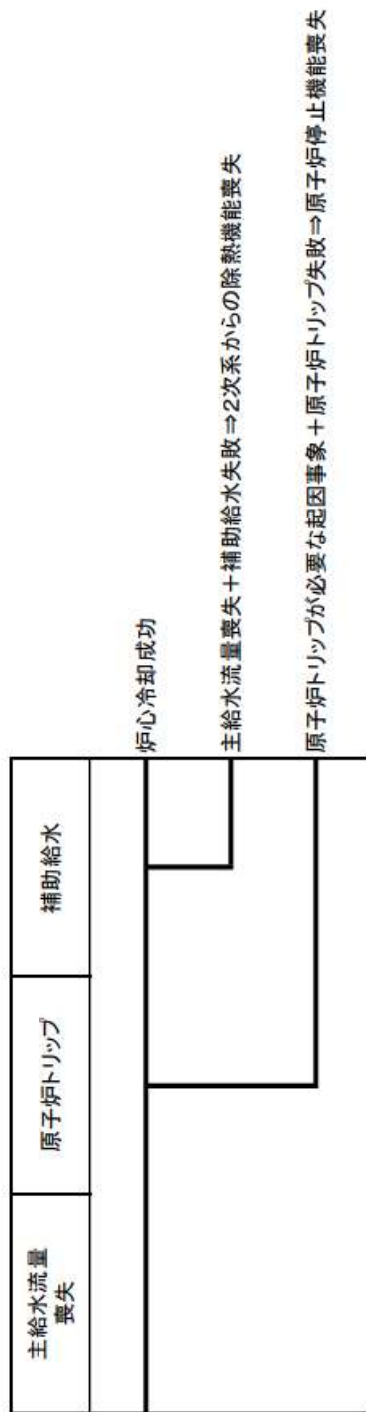 主給水流量
喪失
原子炉トリップ
補助給水
炉心冷却成功
主給水流量喪失＋補助給水失敗⇒2次系からの除熱機能喪失
原子炉トリップが必要な起因事象＋原子炉トリップ失敗⇒原子炉停止機能喪失